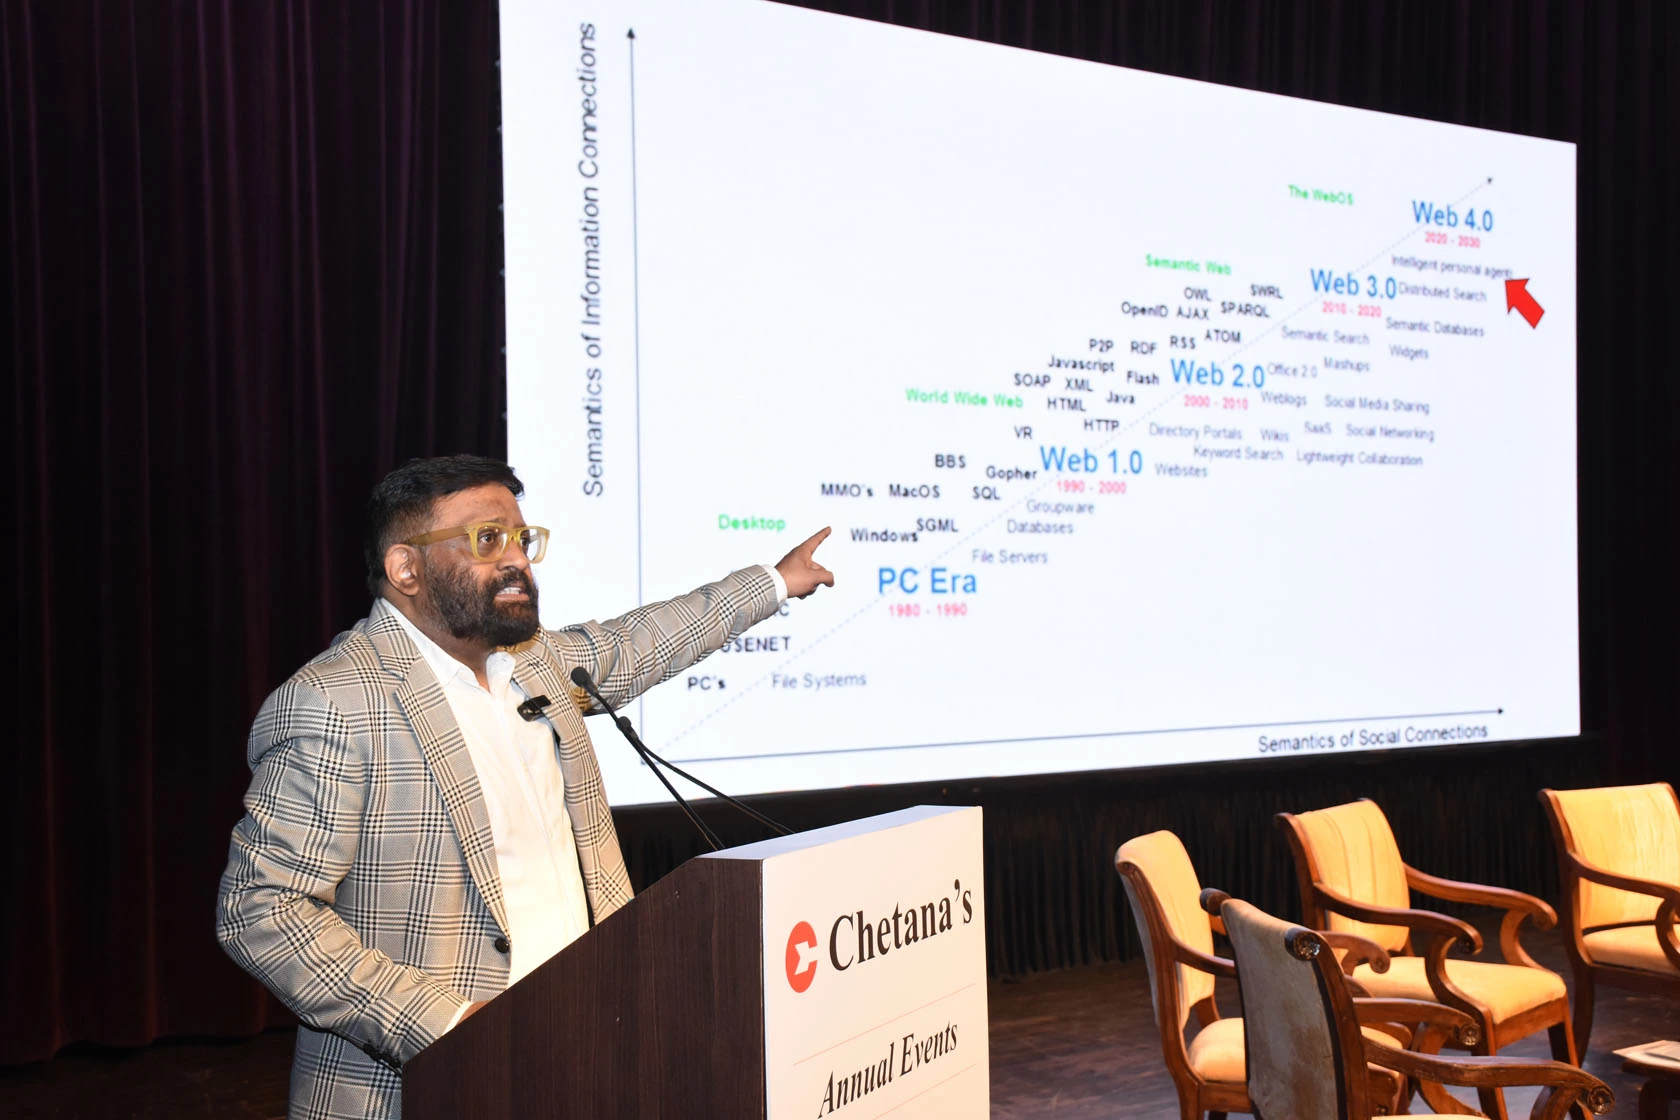 Semantics of Information Connections
The WebOS
Web 4.0
2020 - 2030
Intelligent personal agents
Semantic Web
Web 3.0
2010 - 2020
Distributed Search
OWL SWRL
OpenID AJAX SPARQL
Semantic Databases
Semantic Search
Widgets
P2P RDF RSS ATOM
Javascript
Mashups
SOAP XML Flash
Web 2.0
2000 - 2010
Office 2.0
World Wide Web
HTML Java
Weblogs Social Media Sharing
VR HTTP
Directory Portals Wikis SaaS Social Networking
Keyword Search Lightweight Collaboration
BBS Gopher
Web 1.0
1990 - 2000
Websites
MMO's MacOS SQL
Groupware
Desktop
Windows SGML
Databases
File Servers
PC Era
1980 - 1990
SENET
PC's File Systems
Semantics of Social Connections
Chetana's
Annual Events